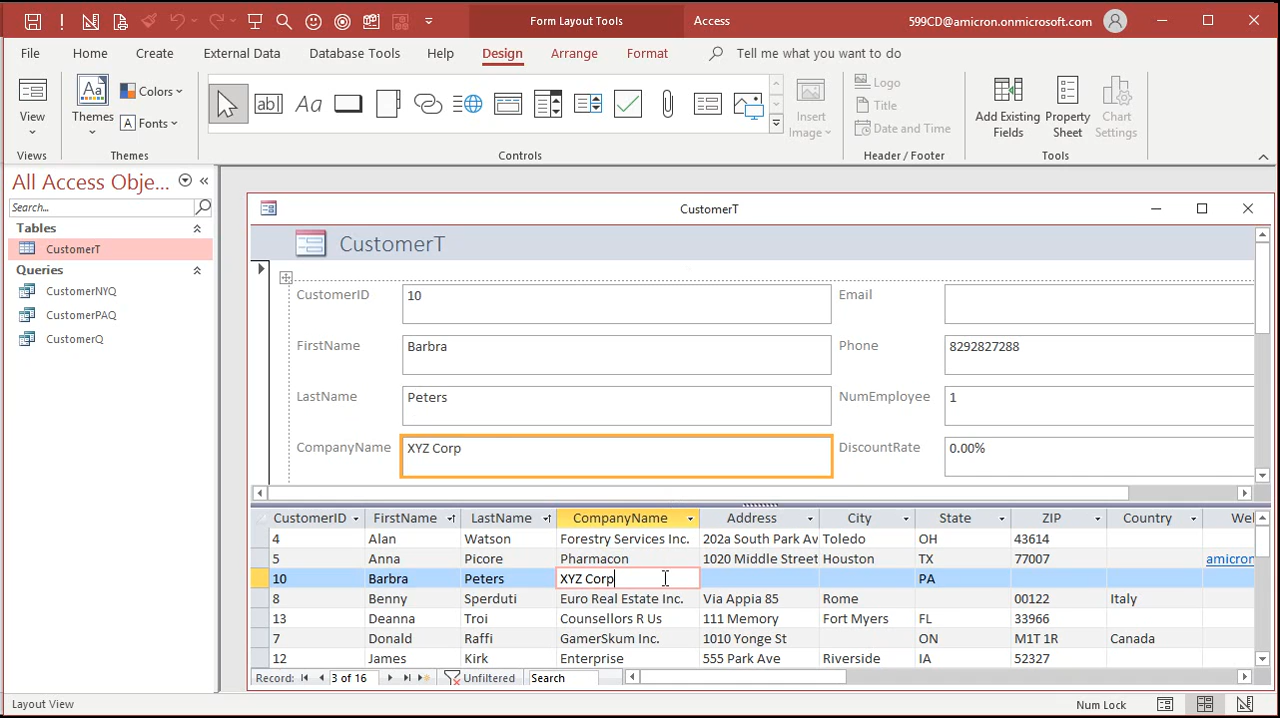 Form Layout Tools
Access
599CD@amicron.onmicrosoft.com
File
Home
Create
External Data
Database Tools
Help
Design
Arrange
Format
Tell me what you want to do
View
Aa
Themes
Colors
A Fonts
ab|
Aa
Insert
Image
Logo
Title
Date and Time
Add Existing
Fields
Property
Sheet
Chart
Settings
Views
Themes
Controls
Header / Footer
Tools
All Access Obje...
Search...
Tables
CustomerT
Queries
CustomerNYQ
CustomerPAQ
CustomerQ
CustomerT
CustomerT
CustomerID 10 Email
FirstName Barbra Phone 8292827288
LastName Peters NumEmployee 1
CompanyName XYZ Corp DiscountRate 0.00%
CustomerID FirstName LastName CompanyName Address City State ZIP Country Wel
4 Alan Watson Forestry Services Inc. 202a South Park Av Toledo OH 43614
5 Anna Picore Pharmacon 1020 Middle Street Houston TX 77007 amicron
10 Barbra Peters XYZ Corp PA
8 Benny Sperduti Euro Real Estate Inc. Via Appia 85 Rome 00122 Italy
13 Deanna Troi Counsellors R Us 111 Memory Fort Myers FL 33966
7 Donald Raffi GamerSkum Inc. 1010 Yonge St ON M1T 1R Canada
12 James Kirk Enterprise 555 Park Ave Riverside IA 52327
Record: 3 of 16 Unfiltered Search
Layout View
Num Lock